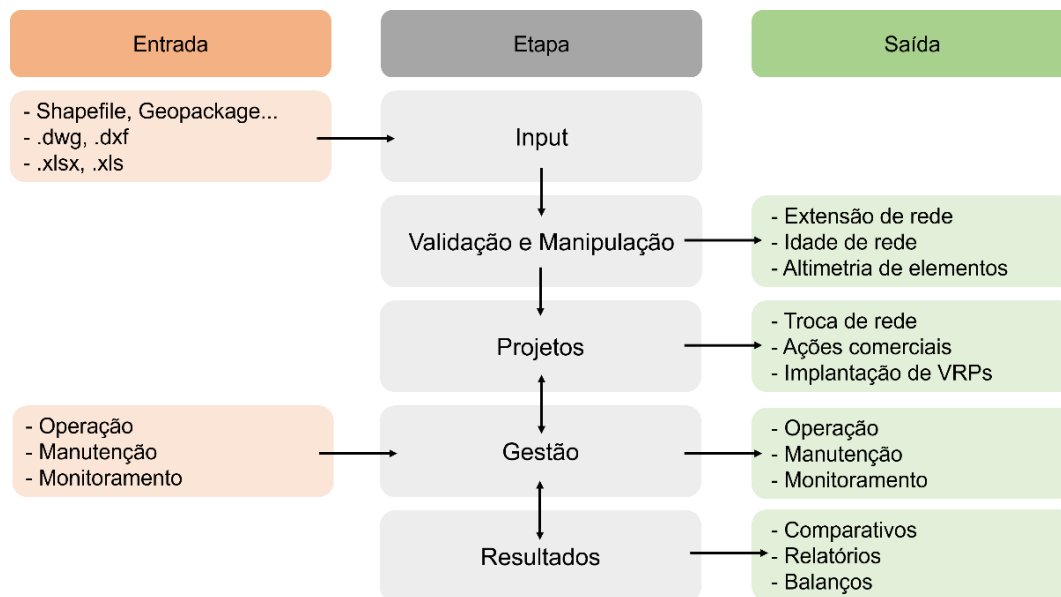 Entrada
Etapa
Saída
- Shapefile, Geopackage...
- .dwg, .dxf
- .xlsx, .xls
Input
Validação e Manipulação
- Extensão de rede
- Idade de rede
- Altimetria de elementos
Projetos
- Troca de rede
- Ações comerciais
- Implantação de VRPs
- Operação
- Manutenção
- Monitoramento
Gestão
- Operação
- Manutenção
- Monitoramento
Resultados
- Comparativos
- Relatórios
- Balanços